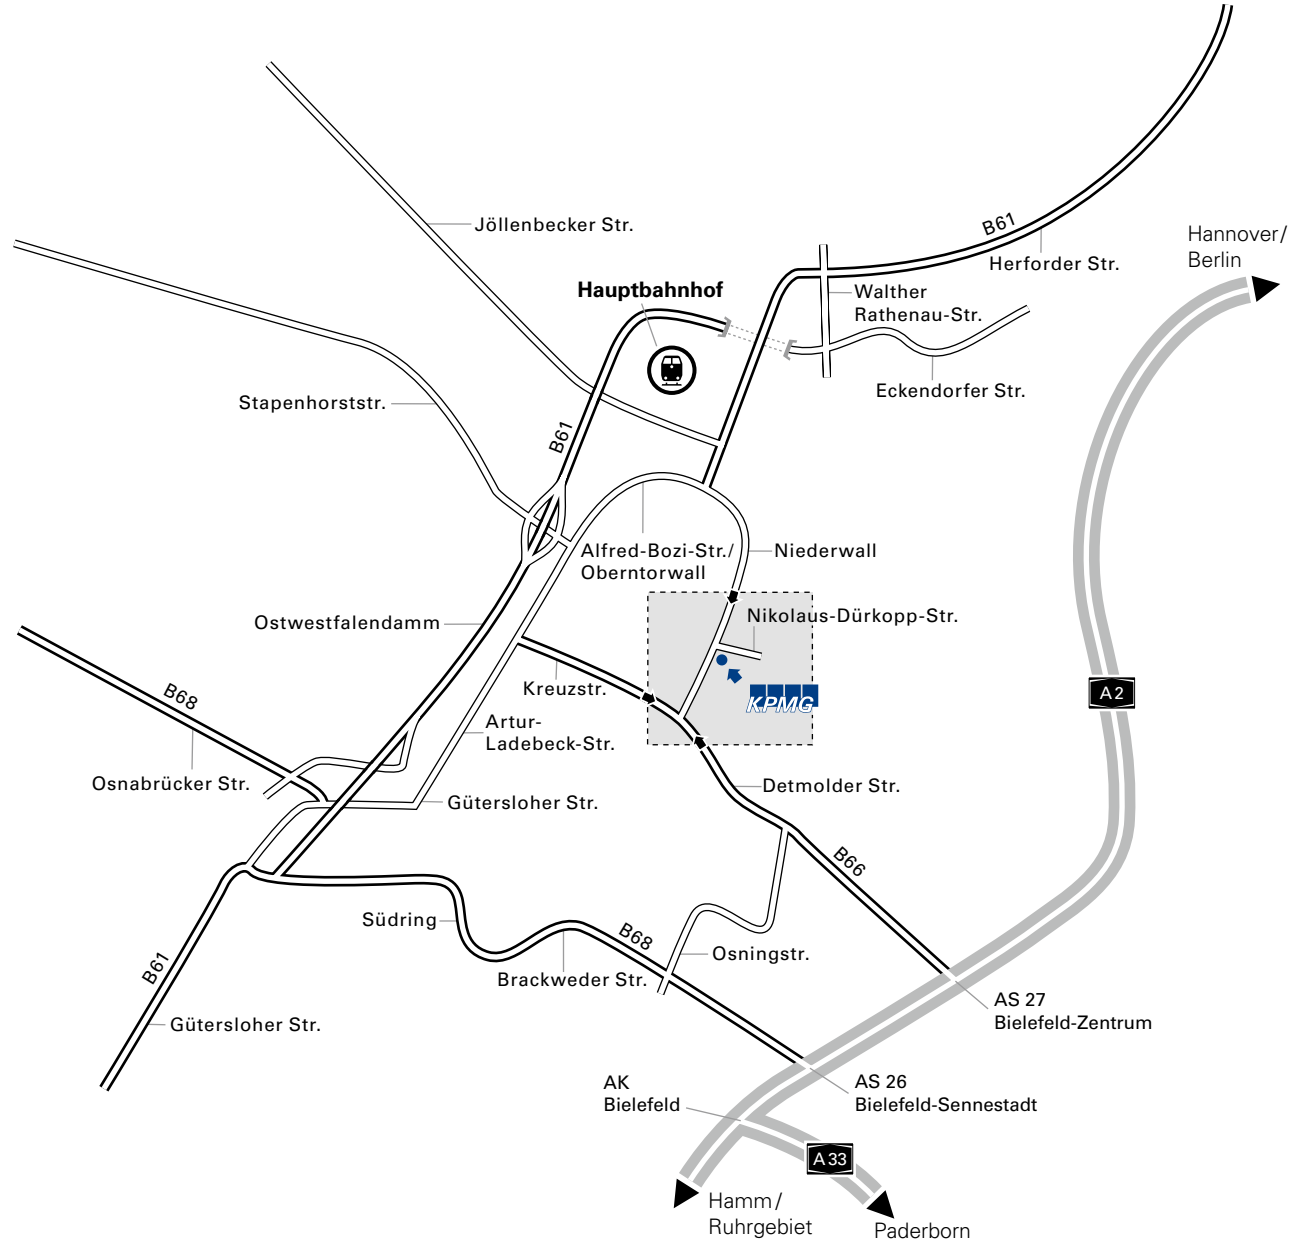 B61
Jöllenbecker Str.
Hannover/
Berlin
Herforder Str.
Hauptbahnhof
Walther
Rathenau-Str.
Eckendorfer Str.
Stapenhorststr.
B61
Alfred-Bozi-Str./
Oberntorwall
Niederwall
Nikolaus-Dürkopp-Str.
Ostwestfalendamm
Kreuzstr.
B68
KPMG
A2
Artur-
Ladebeck-Str.
Osnabrücker Str.
Detmolder Str.
Gütersloher Str.
B66
Südring
B68
Osningstr.
B61
Brackweder Str.
AS 27
Bielefeld-Zentrum
Gütersloher Str.
AK
Bielefeld
AS 26
Bielefeld-Sennestadt
A33
Hamm/
Ruhrgebiet
Paderborn